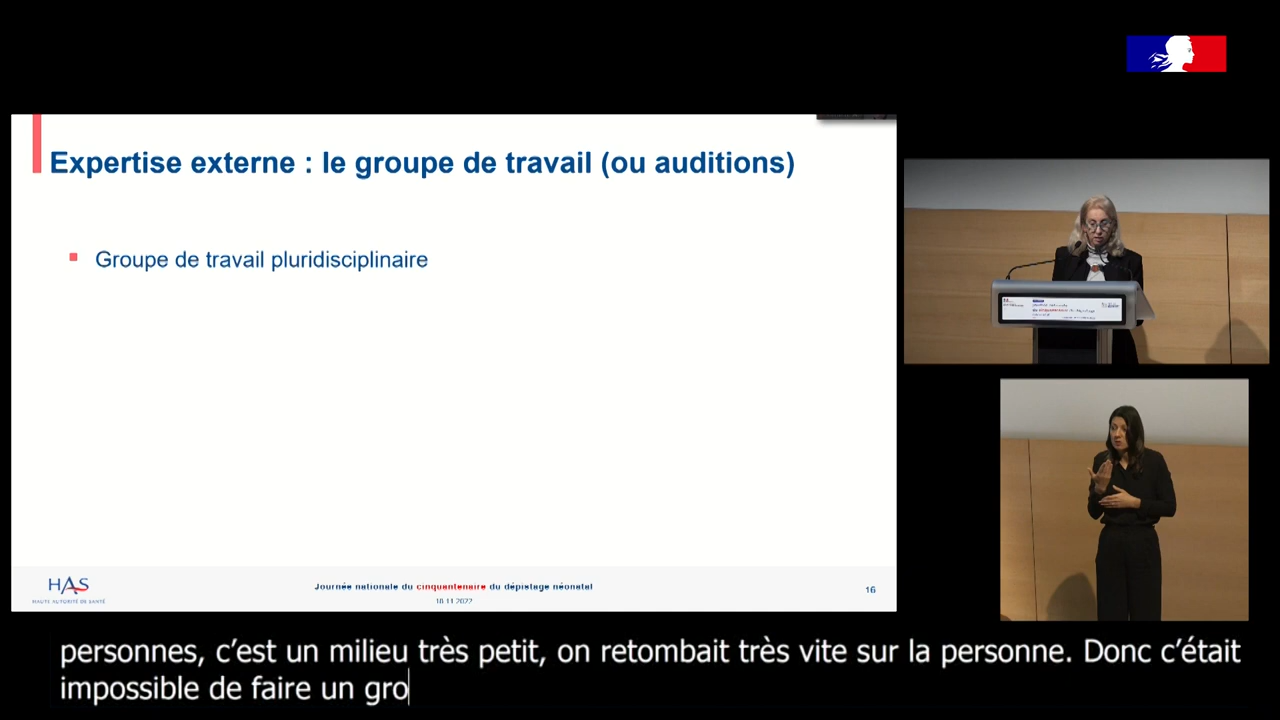 Expertise externe : le groupe de travail (ou auditions)
Groupe de travail pluridisciplinaire
HAS
HAUTE AUTORITÉ DE SANTÉ
Journée nationale du cinquantenaire du dépistage néonatal
18.11.2022
16
personnes, c’est un milieu très petit, on retombait très vite sur la personne. Donc c’était
impossible de faire un gro